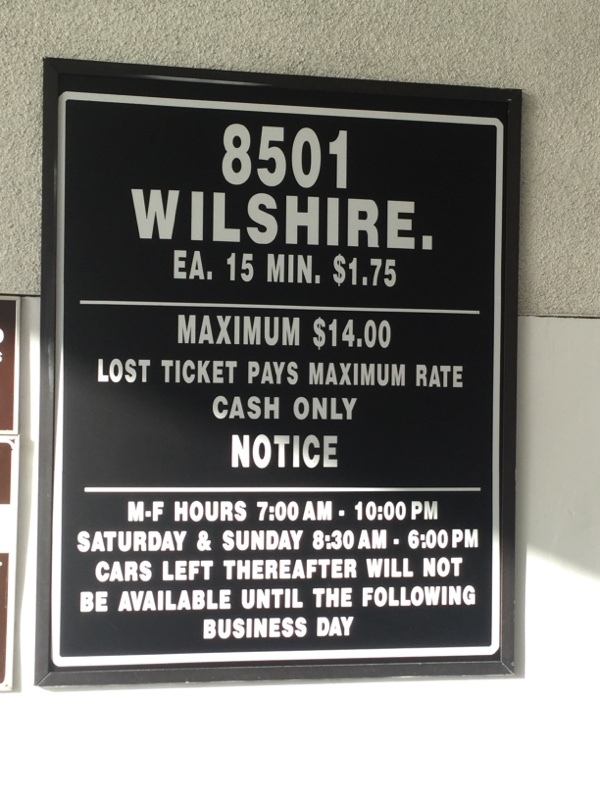 8501
WILSHIRE.
EA. 15 MIN. $1.75
MAXIMUM $14.00
LOST TICKET PAYS MAXIMUM RATE
CASH ONLY
NOTICE
M-F HOURS 7:00 AM - 10:00 PM
SATURDAY & SUNDAY 8:30 AM - 6:00 PM
CARS LEFT THEREAFTER WILL NOT
BE AVAILABLE UNTIL THE FOLLOWING
BUSINESS DAY